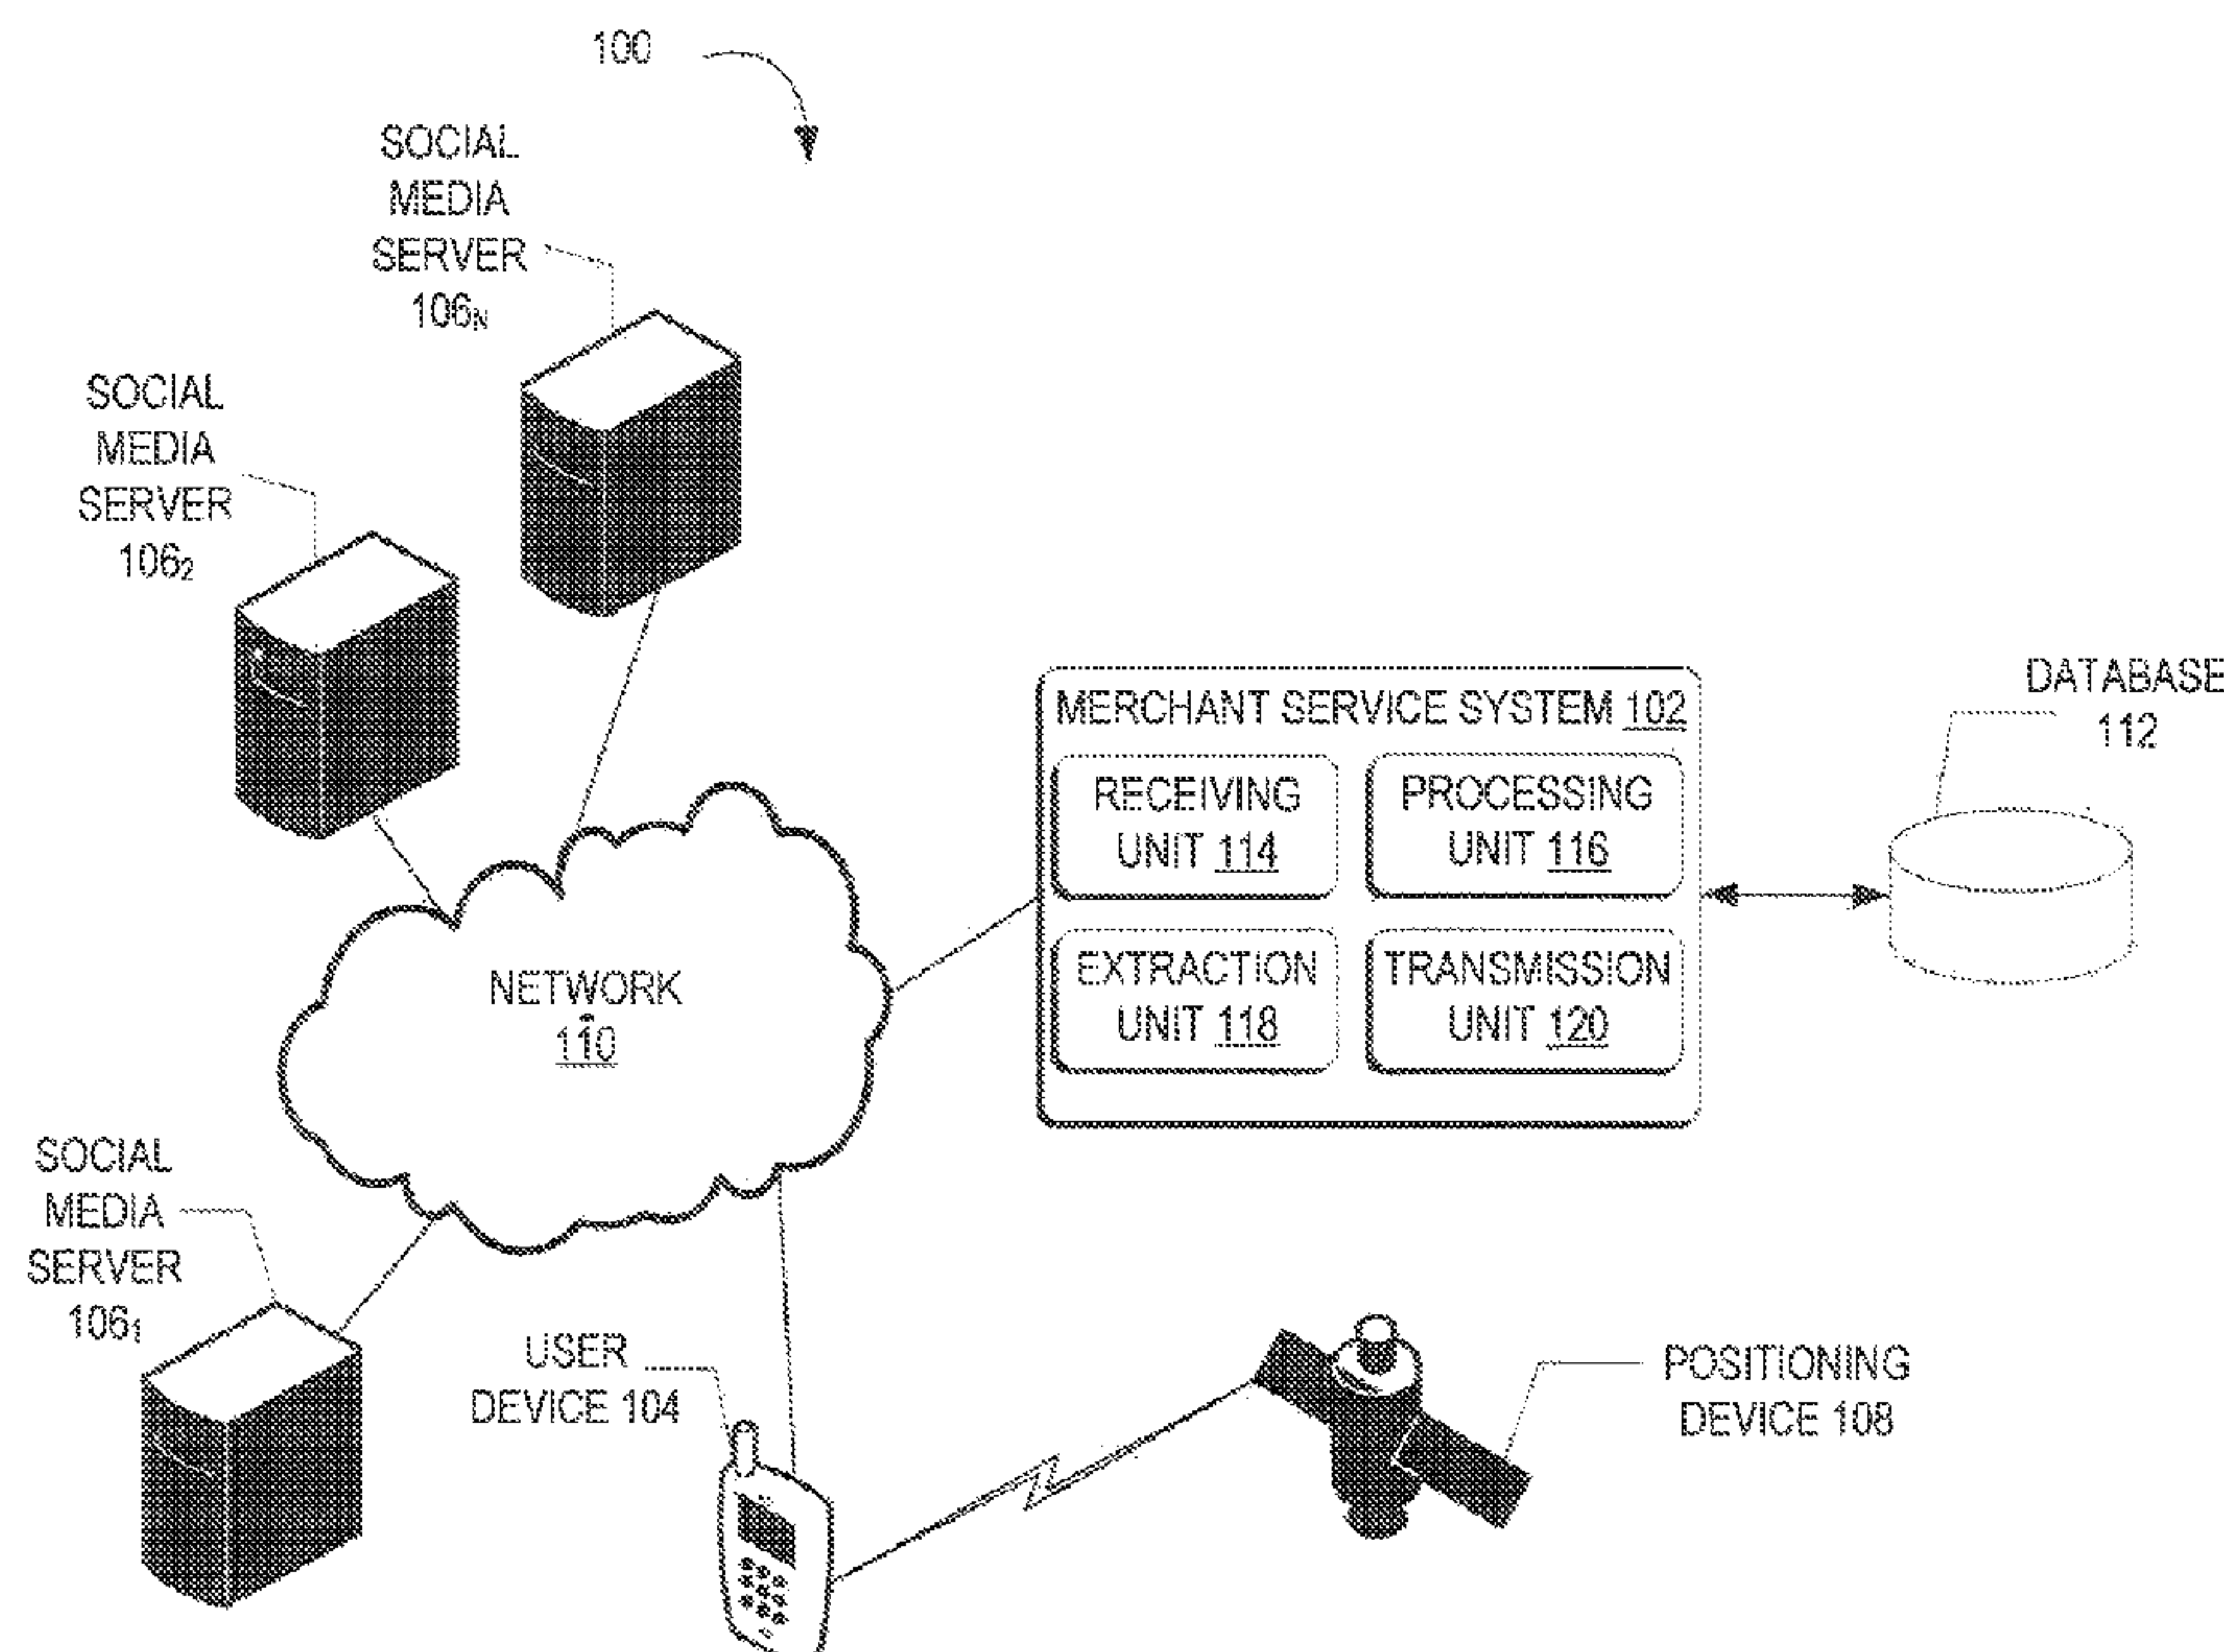 100
SOCIAL
MEDIA
SERVER
106N
SOCIAL
MEDIA
SERVER
1062
MERCHANT SERVICE SYSTEM 102
RECEIVING
UNIT 114
PROCESSING
UNIT 116
EXTRACTION
UNIT 118
TRANSMISSION
UNIT 120
DATABASE
112
NETWORK
110
SOCIAL
MEDIA
SERVER
1061
USER
DEVICE 104
POSITIONING
DEVICE 108